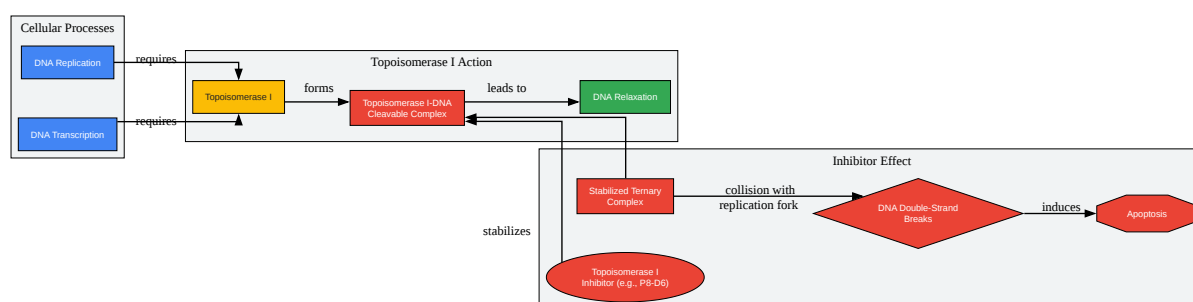 Cellular Processes
DNA Replication
DNA Transcription
requires
requires
Topoisomerase I Action
Topoisomerase I
forms
Topoisomerase I-DNA
Cleavable Complex
leads to
DNA Relaxation
Inhibitor Effect
Stabilized Ternary
Complex
collision with
replication fork
DNA Double-Strand
Breaks
induces
Apoptosis
stabilizes
Topoisomerase I
Inhibitor (e.g., P8-D6)